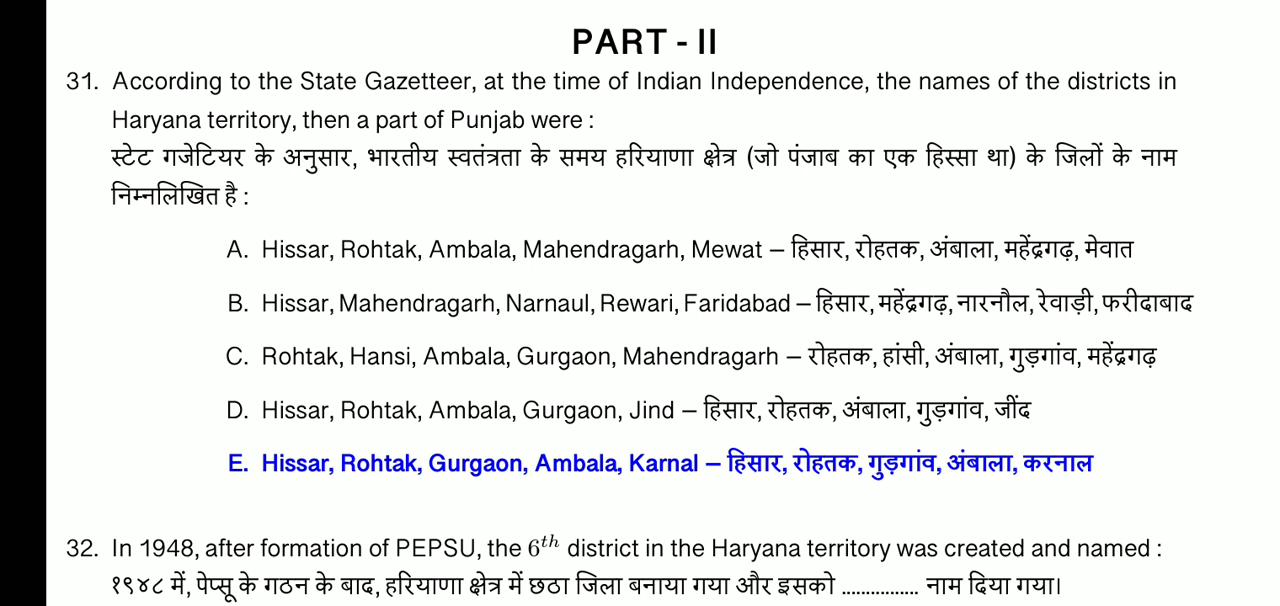 PART - II
31. According to the State Gazetteer, at the time of Indian Independence, the names of the districts in
Haryana territory, then a part of Punjab were :
स्टेट गजेटियर के अनुसार, भारतीय स्वतंत्रता के समय हरियाणा क्षेत्र (जो पंजाब का एक हिस्सा था) के जिलों के नाम
निम्नलिखित है :
A. Hissar, Rohtak, Ambala, Mahendragarh, Mewat – हिसार, रोहतक, अंबाला, महेंद्रगढ़, मेवात
B. Hissar, Mahendragarh, Narnaul, Rewari, Faridabad – हिसार, महेंद्रगढ़, नारनौल, रेवाड़ी, फरीदाबाद
C. Rohtak, Hansi, Ambala, Gurgaon, Mahendragarh – रोहतक, हांसी, अंबाला, गुड़गांव, महेंद्रगढ़
D. Hissar, Rohtak, Ambala, Gurgaon, Jind – हिसार, रोहतक, अंबाला, गुड़गांव, जींद
E. Hissar, Rohtak, Gurgaon, Ambala, Karnal – हिसार, रोहतक, गुड़गांव, अंबाला, करनाल
32. In 1948, after formation of PEPSU, the 6th district in the Haryana territory was created and named :
१९४८ में, पेप्सू के गठन के बाद, हरियाणा क्षेत्र में छठा जिला बनाया गया और इसको ............... नाम दिया गया।